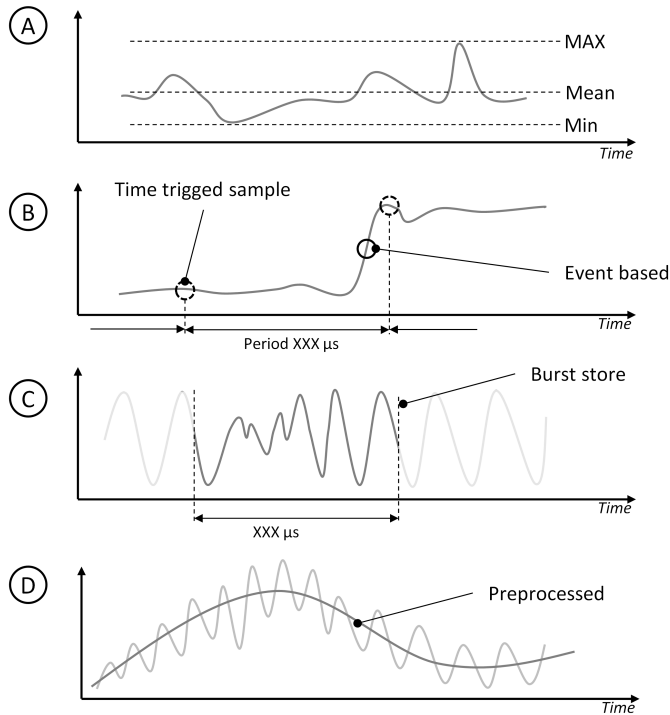 A
MAX
Mean
Min
Time
B
Time trigged sample
Event based
Time
Period XXX µs
C
Burst store
Time
XXX µs
D
Preprocessed
Time